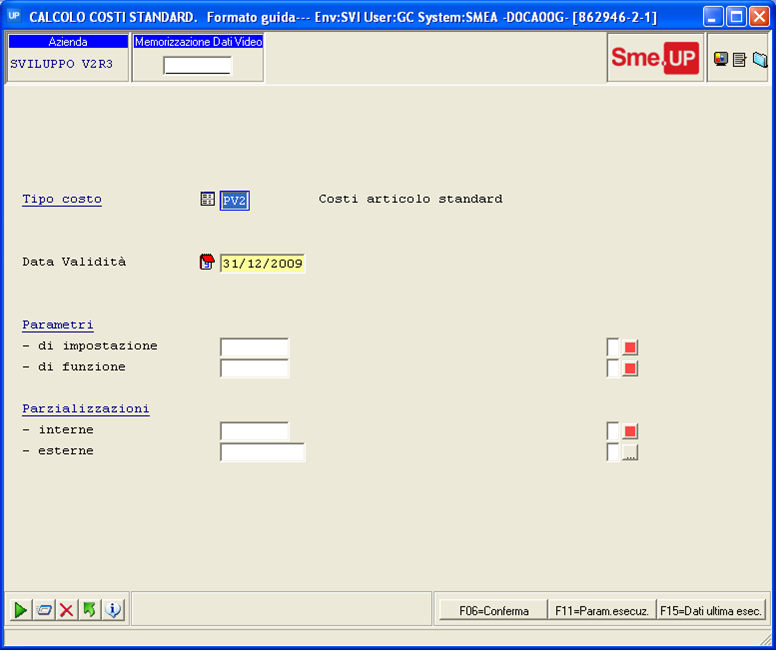 UP CALCOLO COSTI STANDARD. Formato guida--- Env:SVI User:GC System:SMEA -D0CA00G- [862946-2-1]
Azienda
SVILUPPO V2R3
Memorizzazione Dati Video
Sme.UP
Tipo costo PV2 Costi articolo standard
Data Validità 31/12/2009
Parametri
- di impostazione
- di funzione
Parzializzazioni
- interne
- esterne ...
F06=Conferma F11=Param.esecuz. F15=Dati ultima esec.